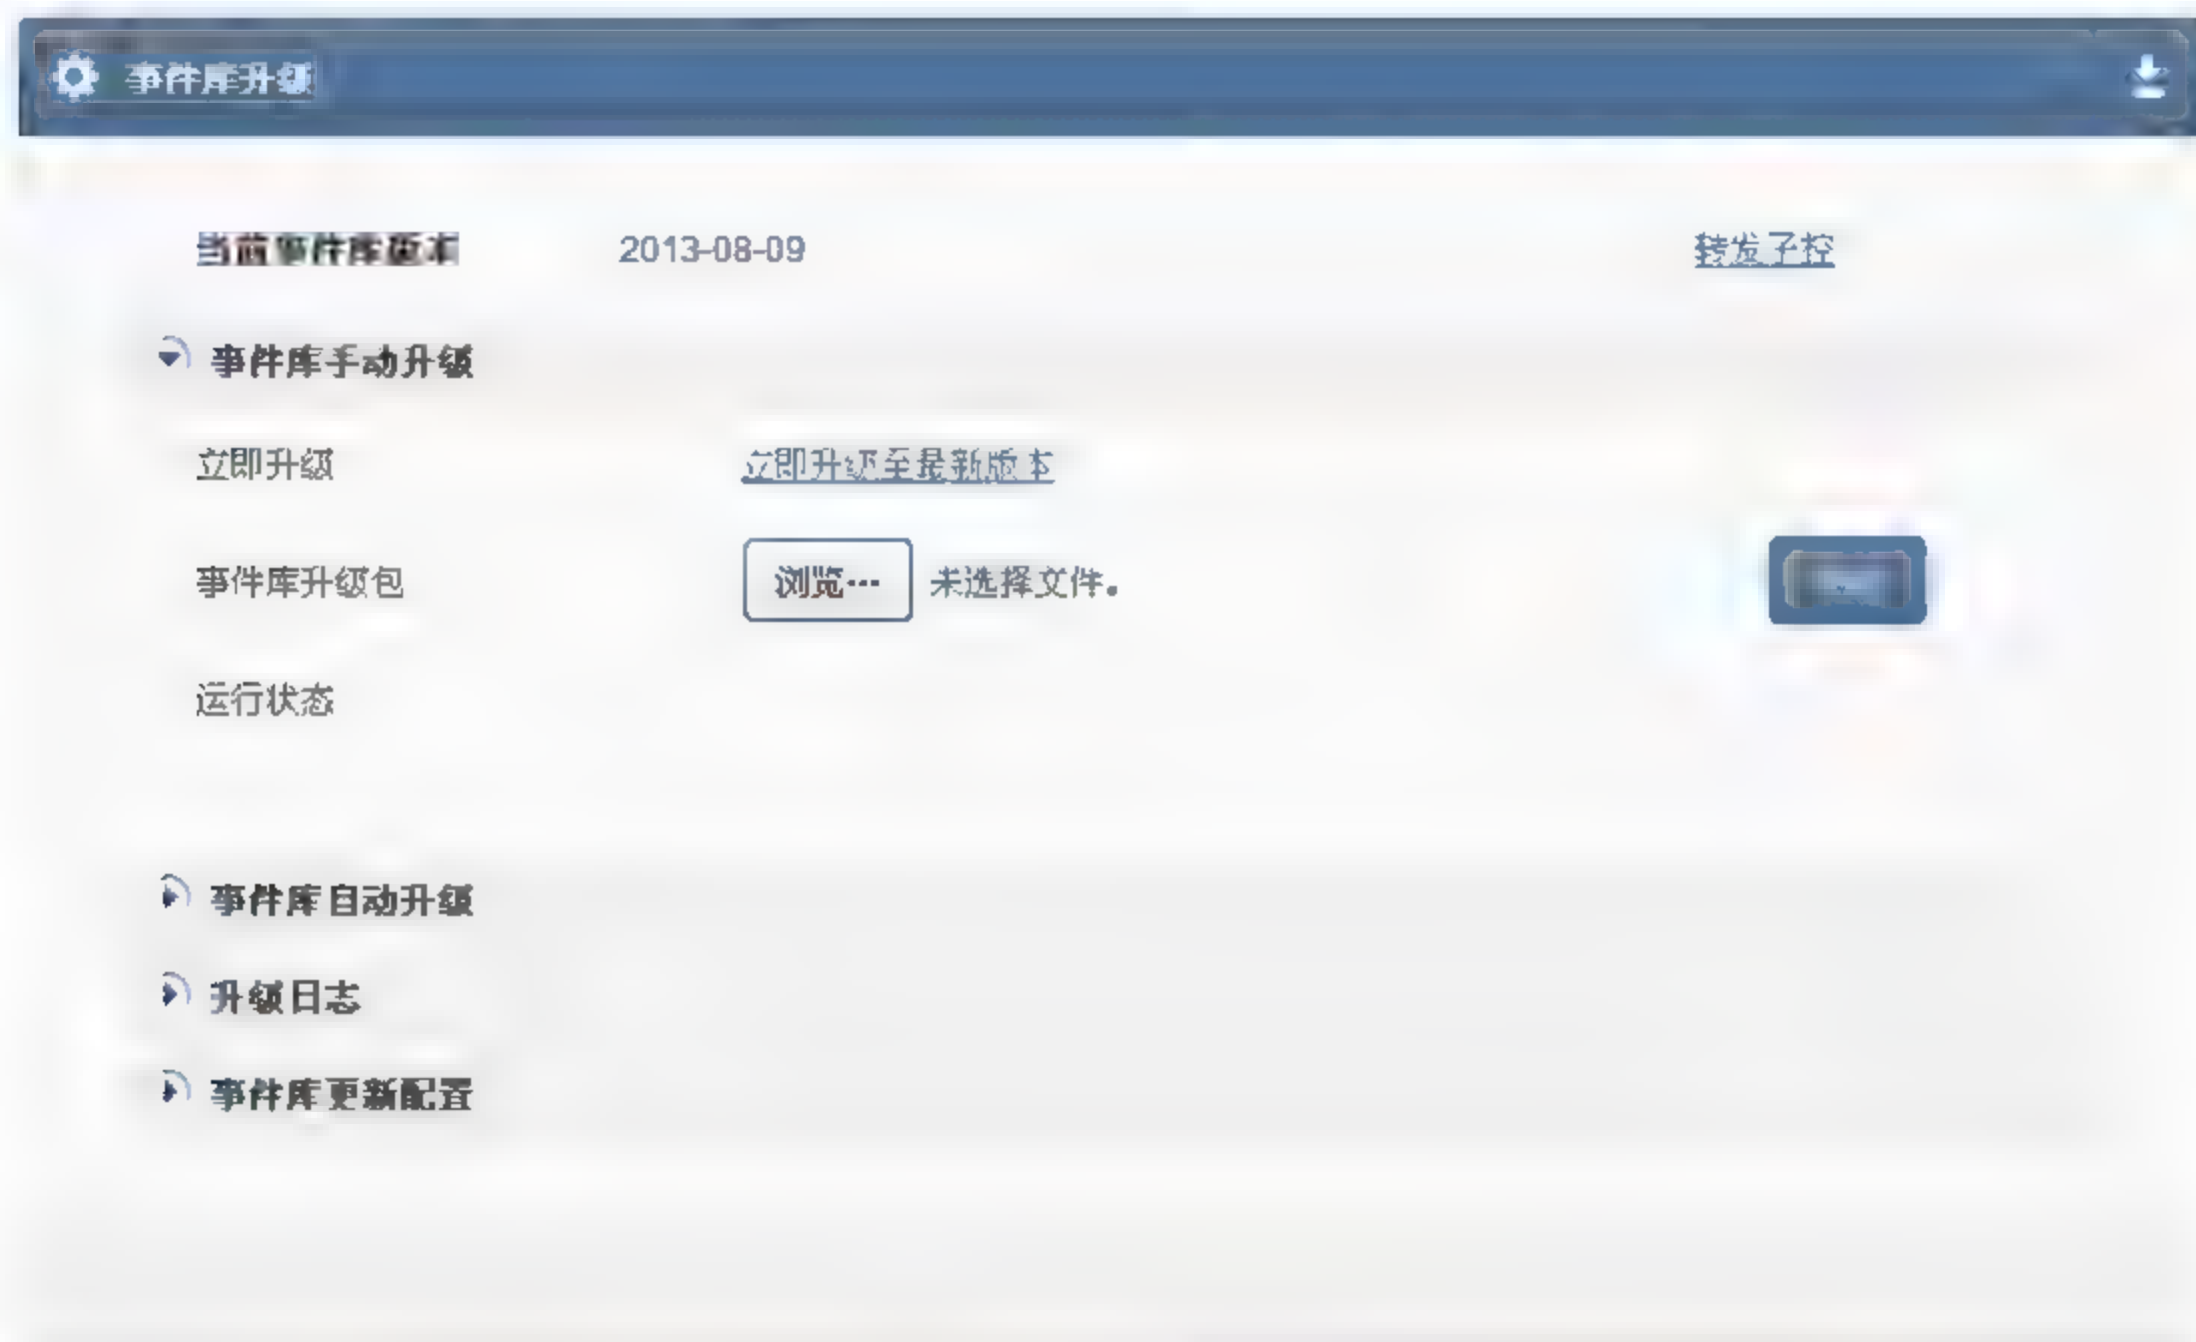 事件库升级
当前事件库版本 2013-08-09 转发子控
事件库手动升级
立即升级 立即升级至最新版本
事件库升级包 浏览… 未选择文件。
运行状态
事件库自动升级
升级日志
事件库更新配置